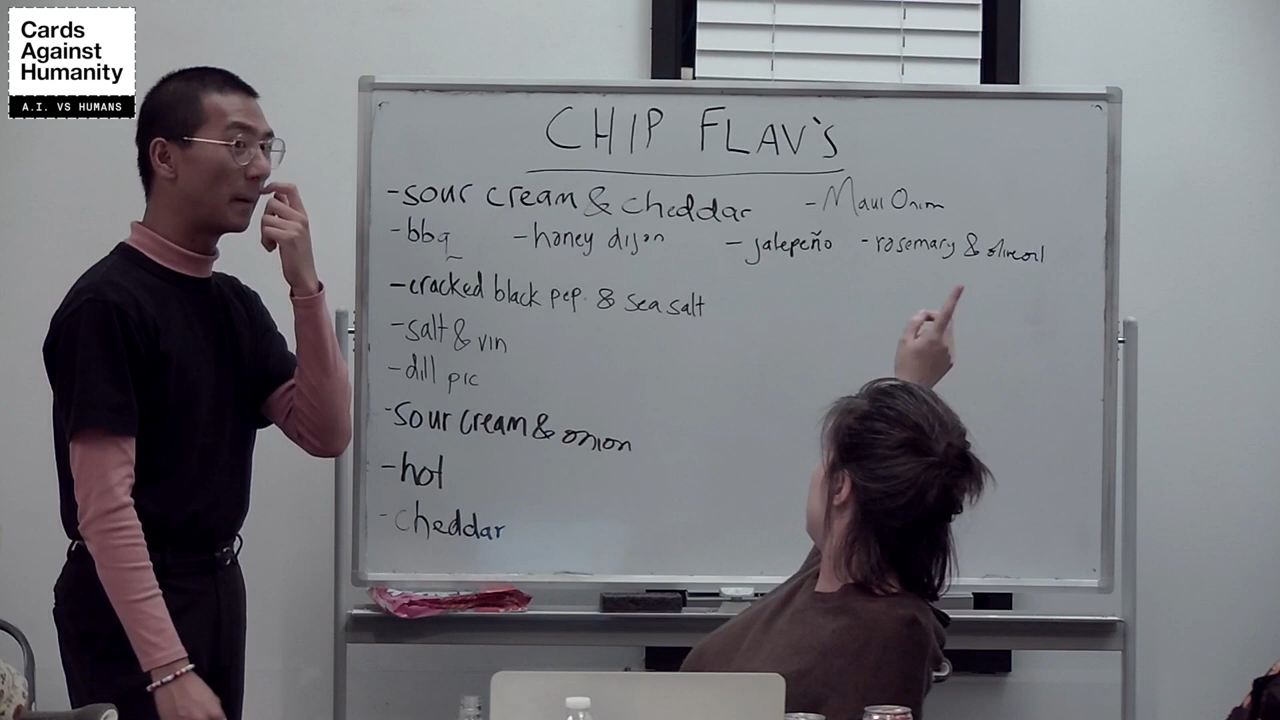 Cards
Against
Humanity
A.I. VS HUMANS
CHIP FLAV'S
-sour cream & cheddar
- Maui Onion
-bbq
-honey dijon
- jalepeño
-rosemary & olive oil
-cracked black pep. & sea salt
-salt & vin
-dill pic
-sour cream & onion
-hot
-cheddar